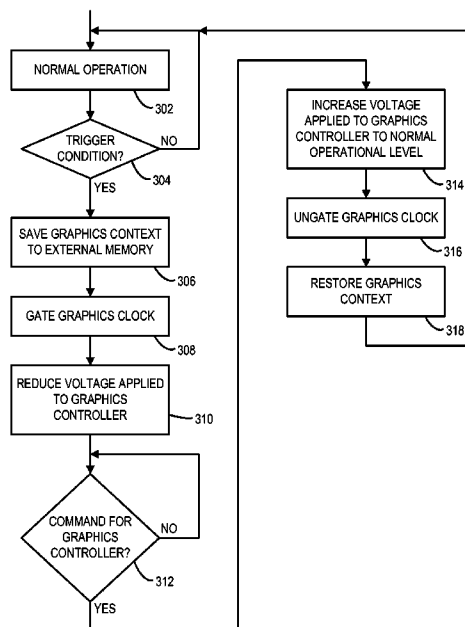 NORMAL OPERATION
302
TRIGGER
CONDITION?
NO
304
YES
SAVE GRAPHICS CONTEXT
TO EXTERNAL MEMORY
306
GATE GRAPHICS CLOCK
308
REDUCE VOLTAGE APPLIED
TO GRAPHICS
CONTROLLER
310
COMMAND FOR
GRAPHICS
CONTROLLER?
NO
312
YES
INCREASE VOLTAGE
APPLIED TO GRAPHICS
CONTROLLER TO NORMAL
OPERATIONAL LEVEL
314
UNGATE GRAPHICS CLOCK
316
RESTORE GRAPHICS
CONTEXT
318